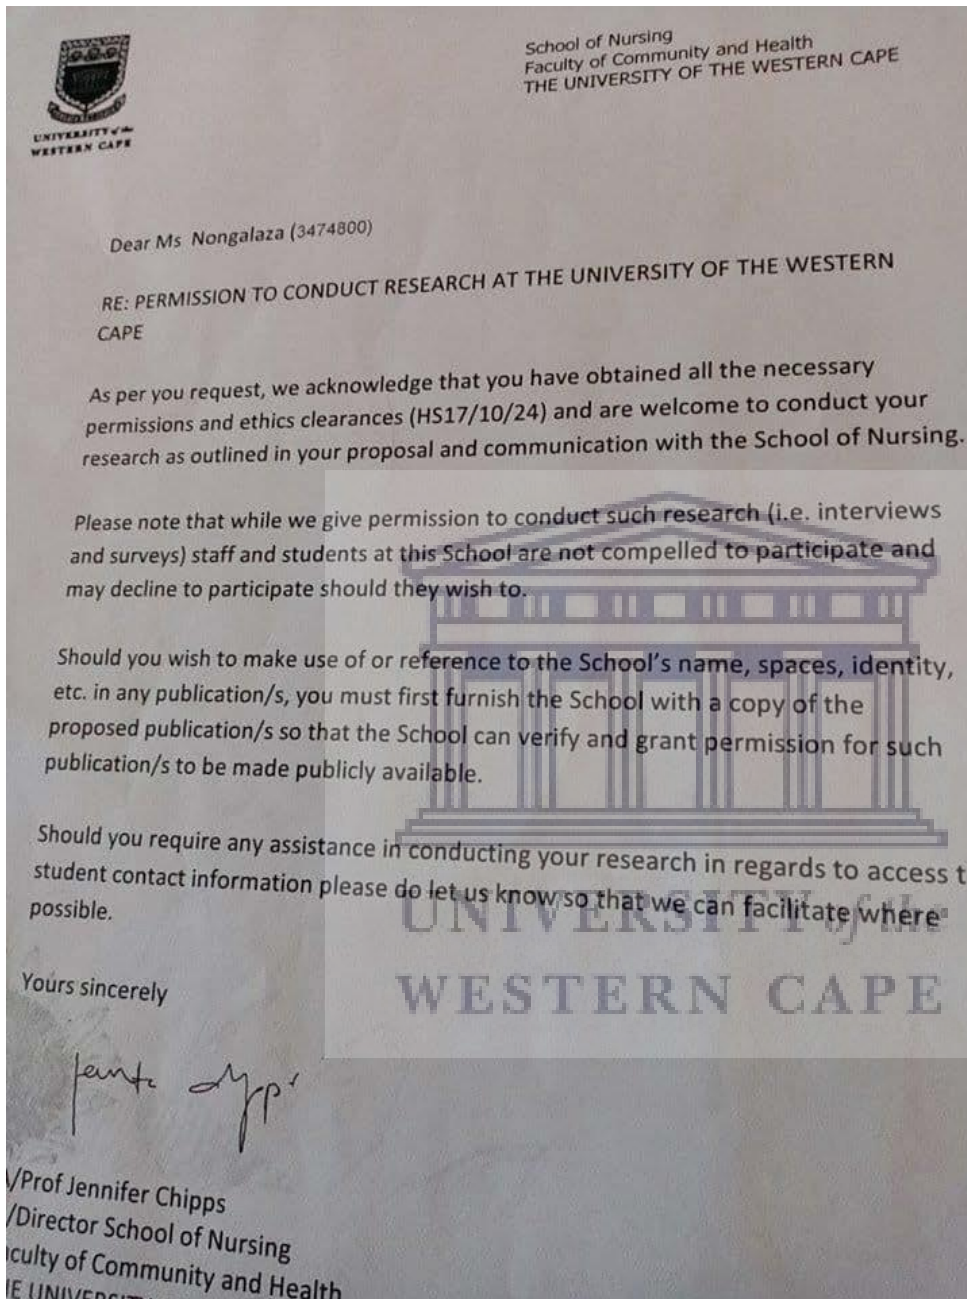 School of Nursing
Faculty of Community and Health
THE UNIVERSITY OF THE WESTERN CAPE
UNIVERSITY of the
WESTERN CAPE
Dear Ms Nongalaza (3474800)
RE: PERMISSION TO CONDUCT RESEARCH AT THE UNIVERSITY OF THE WESTERN
CAPE
As per you request, we acknowledge that you have obtained all the necessary
permissions and ethics clearances (HS17/10/24) and are welcome to conduct your
research as outlined in your proposal and communication with the School of Nursing.
Please note that while we give permission to conduct such research (i.e. interviews
and surveys) staff and students at this School are not compelled to participate and
may decline to participate should they wish to.
Should you wish to make use of or reference to the School's name, spaces, identity,
etc. in any publication/s, you must first furnish the School with a copy of the
proposed publication/s so that the School can verify and grant permission for such
publication/s to be made publicly available.
Should you require any assistance in conducting your research in regards to access t
student contact information please do let us know so that we can facilitate where
possible.
UNIVERSITY of the
WESTERN CAPE
Yours sincerely
/Prof Jennifer Chipps
/Director School of Nursing
culty of Community and Health